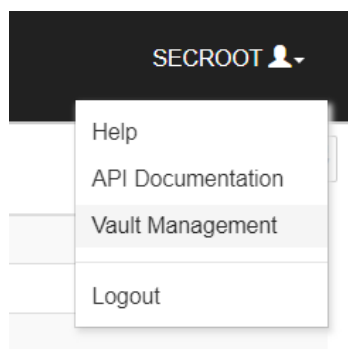 SECROOT
Help
API Documentation
Vault Management
Logout